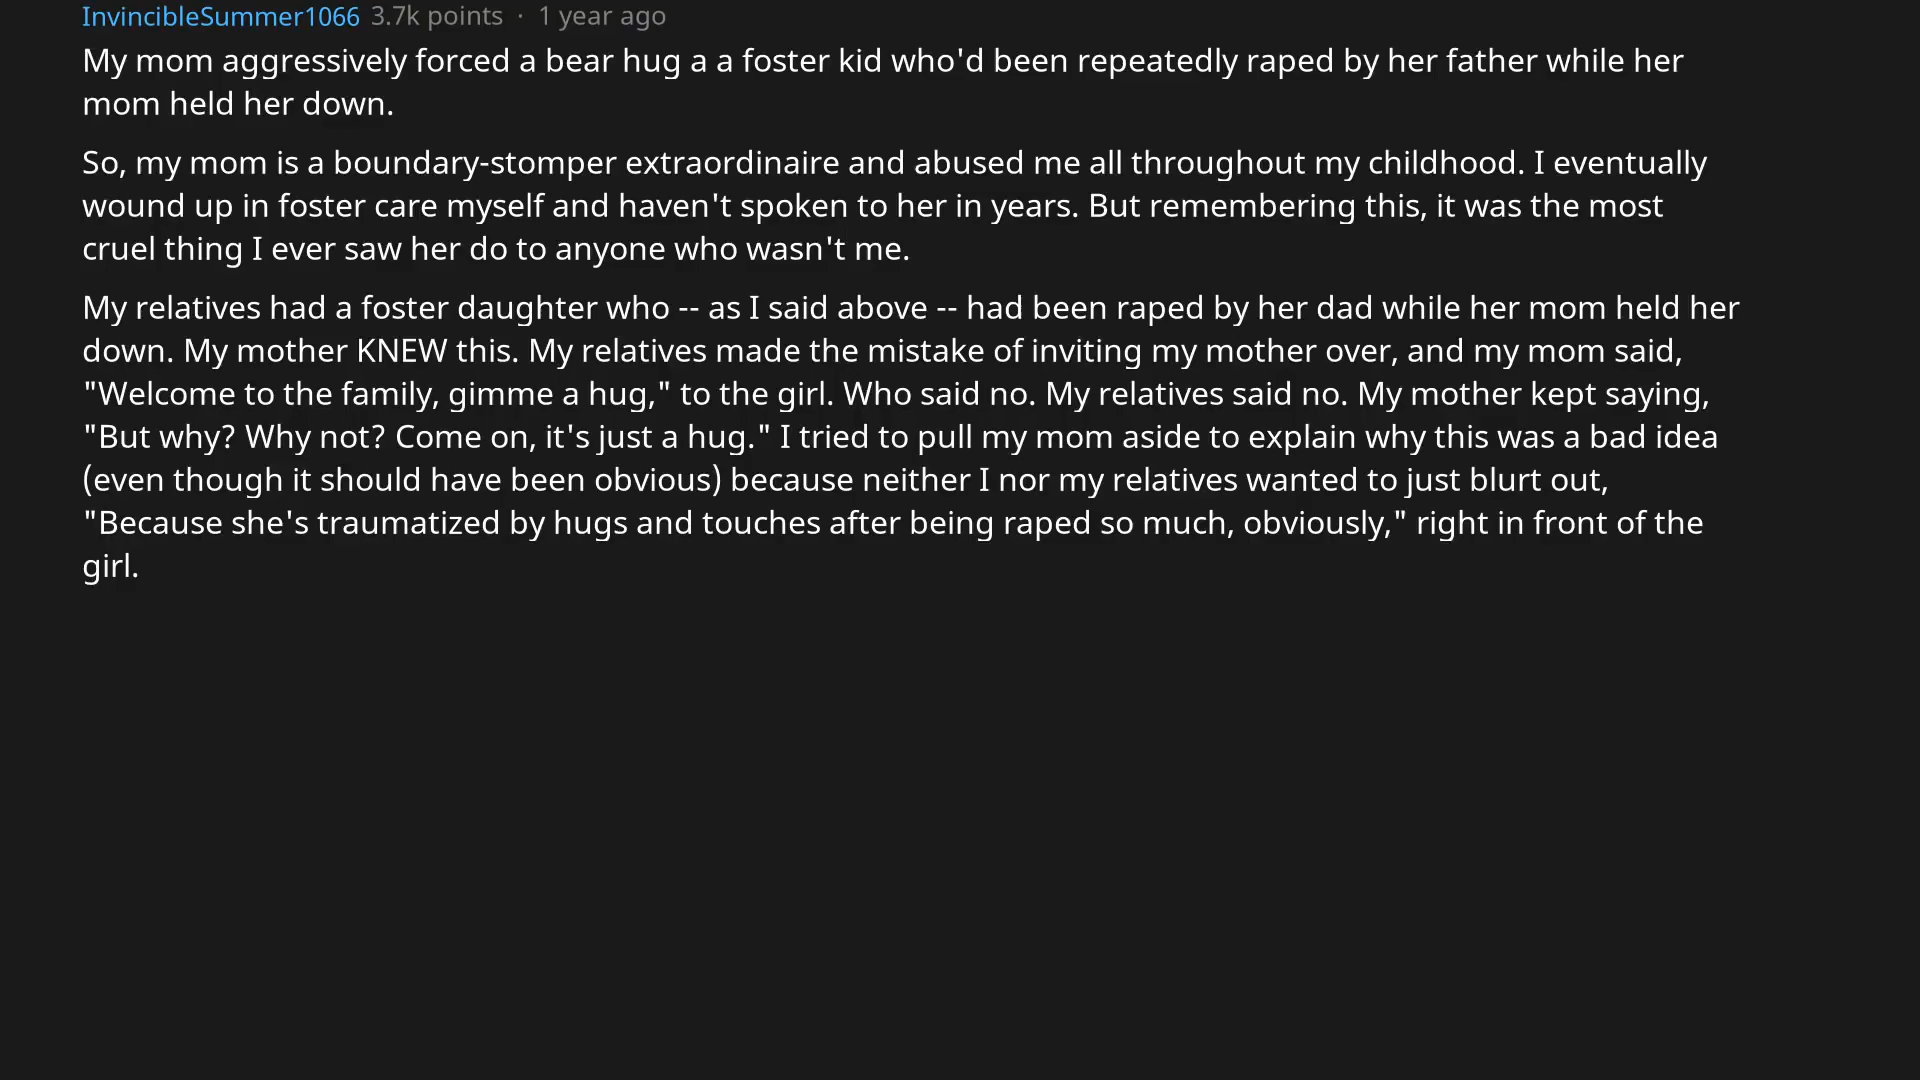 InvincibleSummer1066 3.7k points · 1 year ago
My mom aggressively forced a bear hug a a foster kid who'd been repeatedly raped by her father while her
mom held her down.
So, my mom is a boundary-stomper extraordinaire and abused me all throughout my childhood. I eventually
wound up in foster care myself and haven't spoken to her in years. But remembering this, it was the most
cruel thing I ever saw her do to anyone who wasn't me.
My relatives had a foster daughter who -- as I said above -- had been raped by her dad while her mom held her
down. My mother KNEW this. My relatives made the mistake of inviting my mother over, and my mom said,
"Welcome to the family, gimme a hug," to the girl. Who said no. My relatives said no. My mother kept saying,
"But why? Why not? Come on, it's just a hug." I tried to pull my mom aside to explain why this was a bad idea
(even though it should have been obvious) because neither I nor my relatives wanted to just blurt out,
"Because she's traumatized by hugs and touches after being raped so much, obviously," right in front of the
girl.